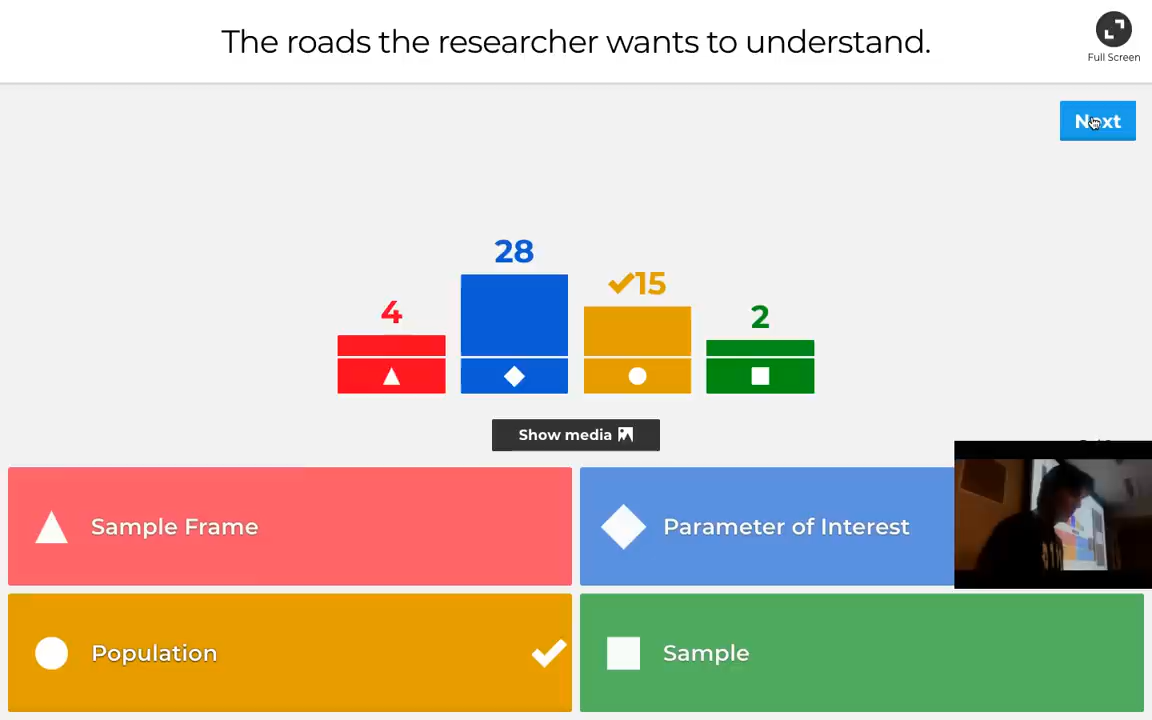 The roads the researcher wants to understand.
Full Screen
Next
28
15
4
2
Show media
Sample Frame
Parameter of Interest
Population
Sample